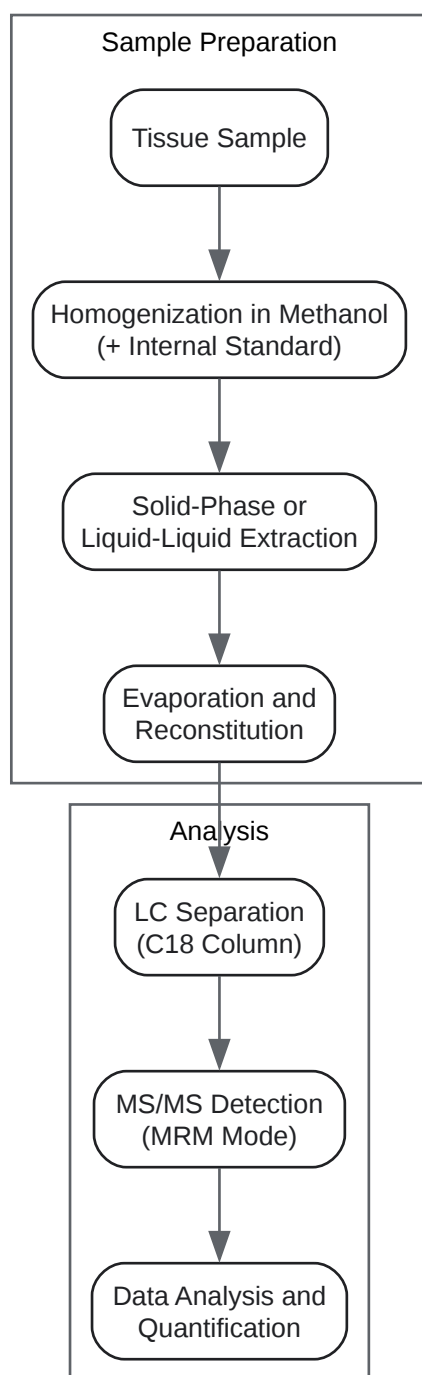 Sample Preparation
Tissue Sample
Homogenization in Methanol
(+ Internal Standard)
Solid-Phase or
Liquid-Liquid Extraction
Evaporation and
Reconstitution
Analysis
LC Separation
(C18 Column)
MS/MS Detection
(MRM Mode)
Data Analysis and
Quantification